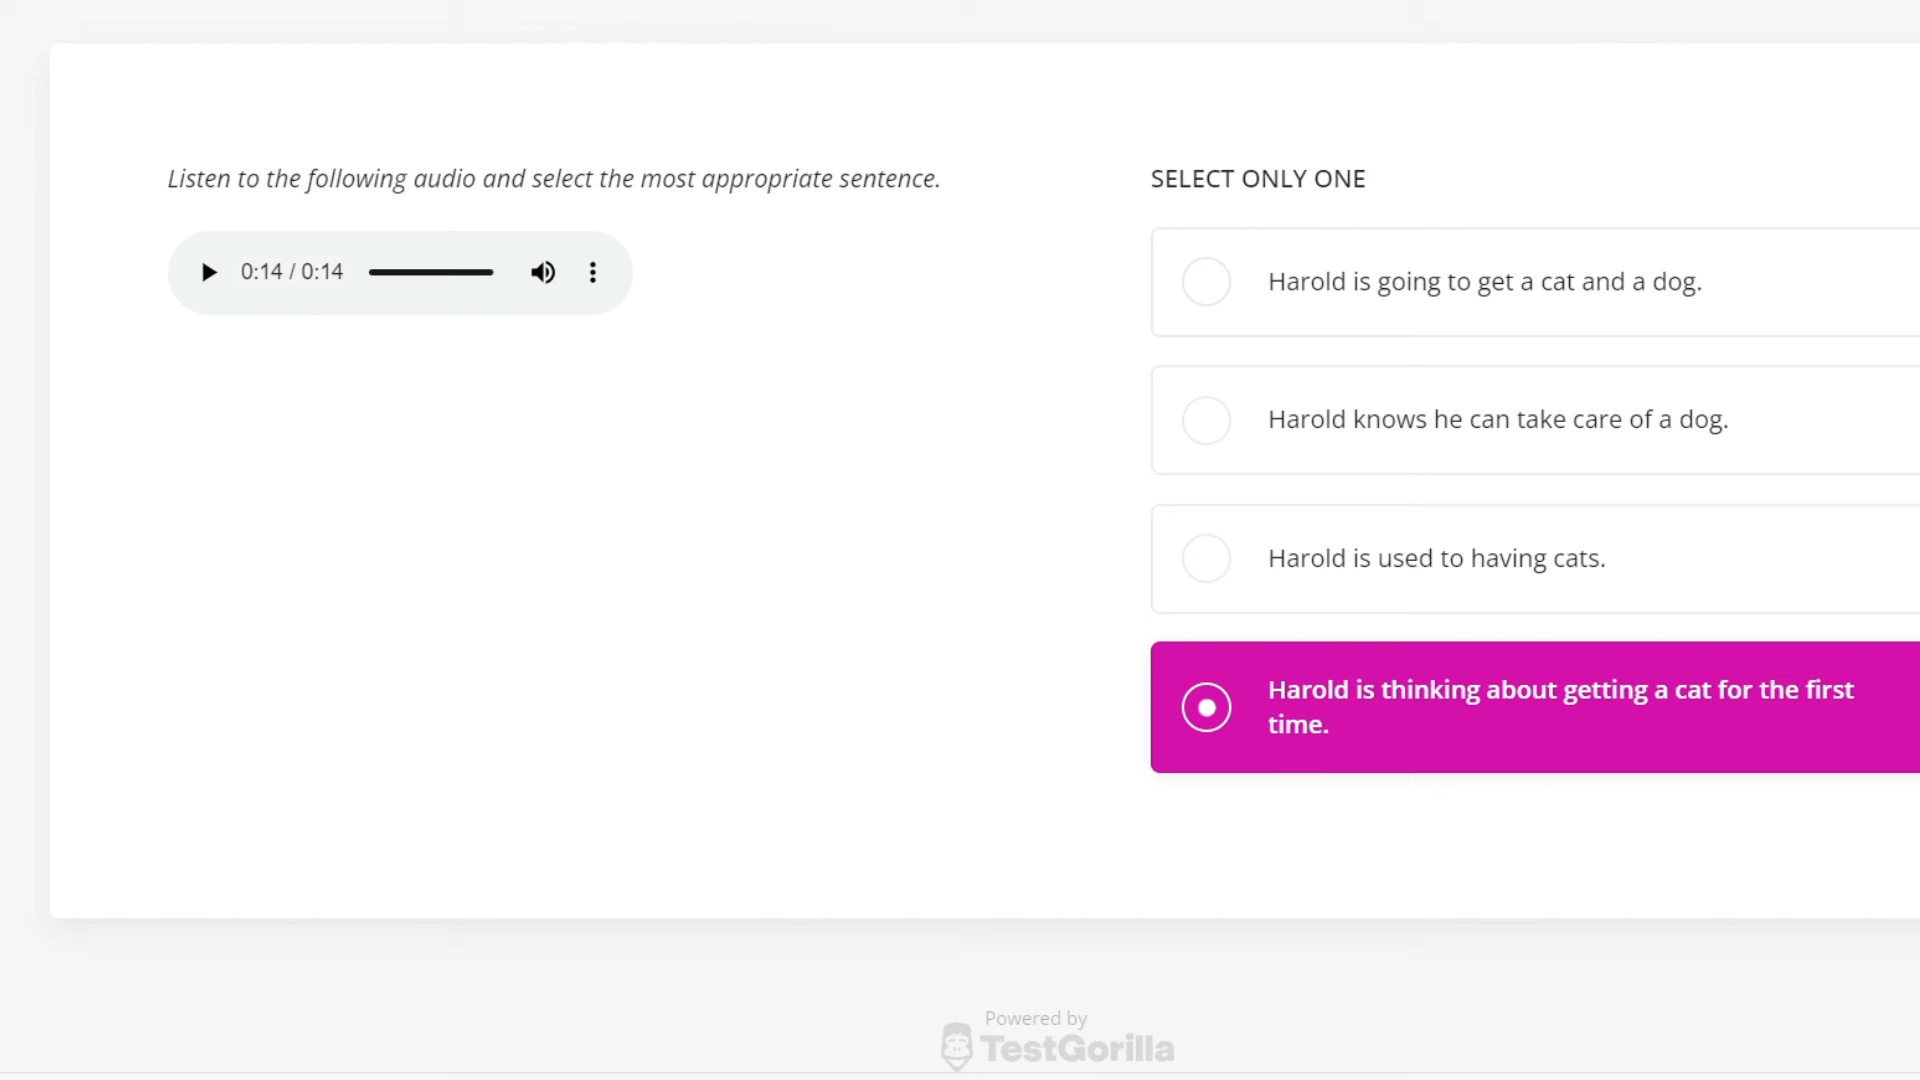 Listen to the following audio and select the most appropriate sentence.
0:14 / 0:14
SELECT ONLY ONE
Harold is going to get a cat and a dog.
Harold knows he can take care of a dog.
Harold is used to having cats.
Harold is thinking about getting a cat for the first
time.
Powered by
TestGorilla